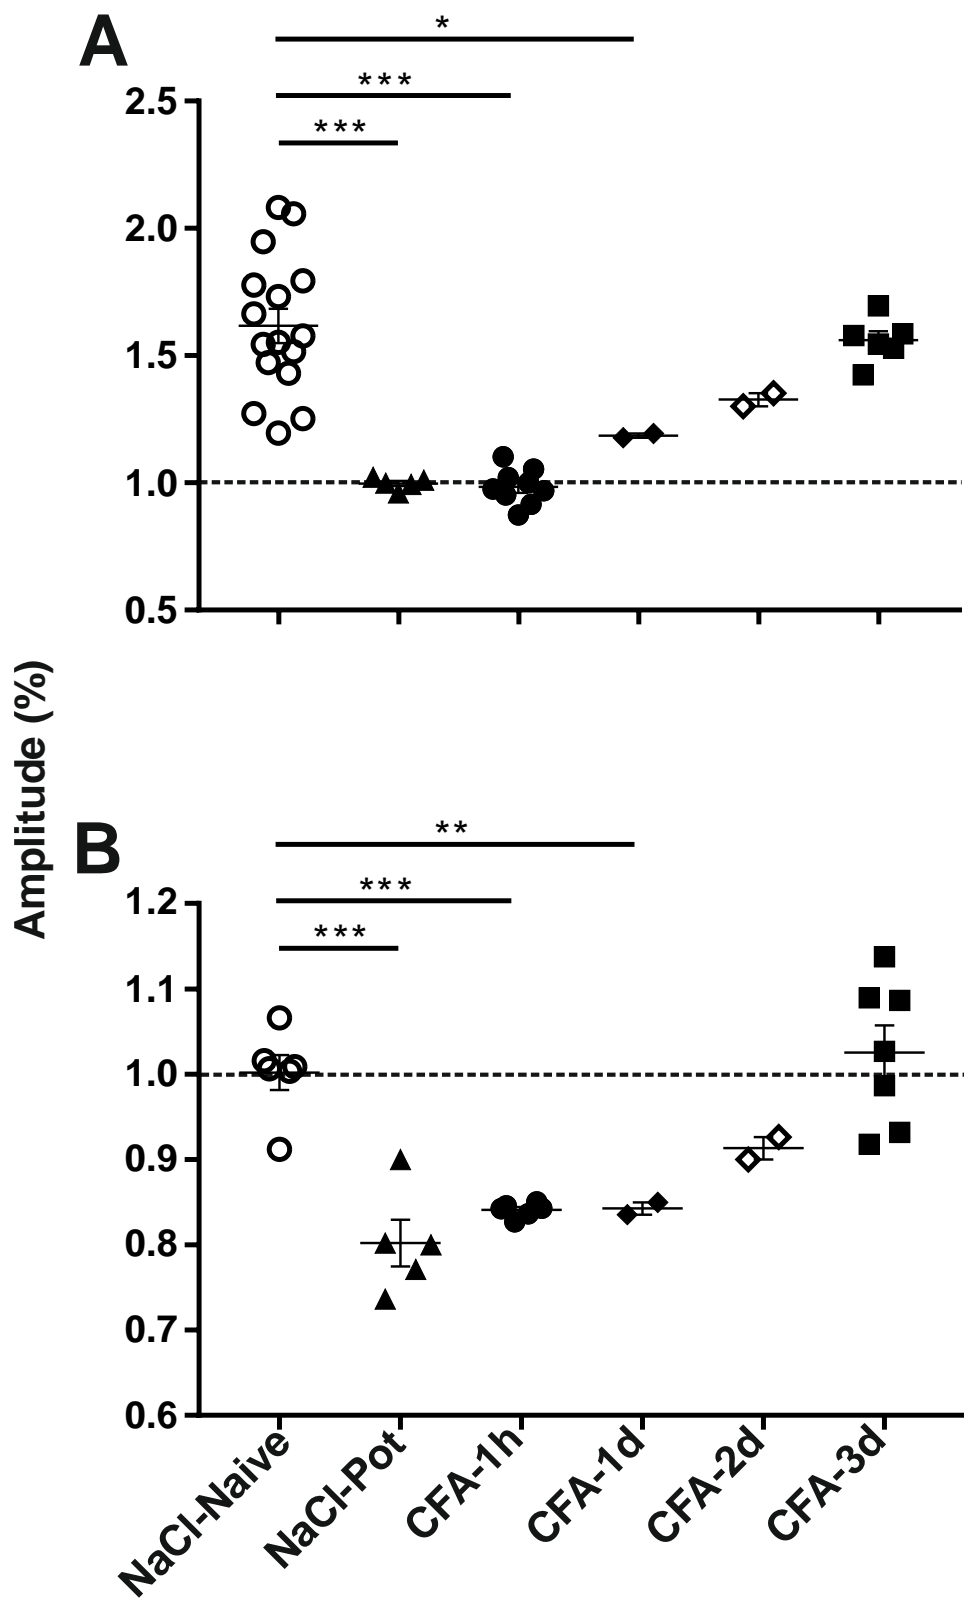 A
*
***
***
2.5
2.0
1.5
1.0
0.5
Amplitude (%)
B
**
***
***
1.2
1.1
1.0
0.9
0.8
0.7
0.6
NaCl-Naive
NaCl-Pot
CFA-1h
CFA-1d
CFA-2d
CFA-3d